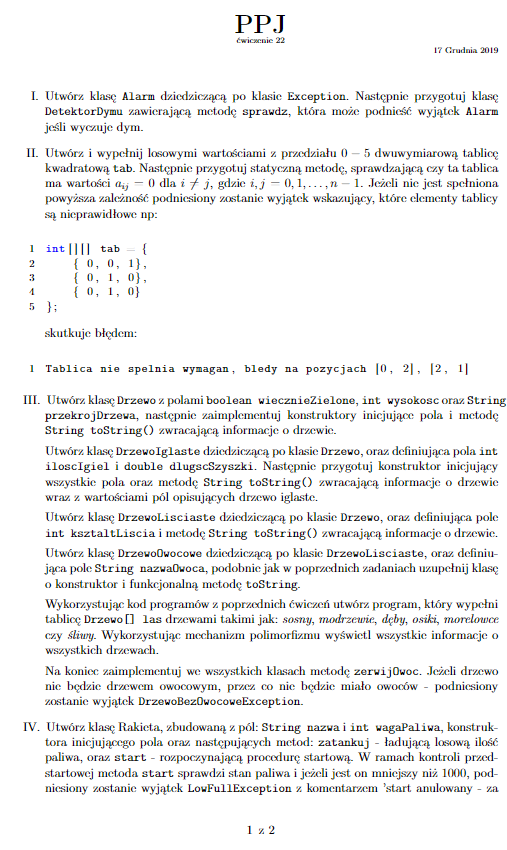 PPJ
ćwiczenie 22
17 Grudnia 2019
I. Utwórz klasę Alarm dziedziczącą po klasie Exception. Następnie przygotuj klasę
DetektorDymu zawierającą metodę sprawdz, która może podnieść wyjątek Alarm
jeśli wyczuje dym.
II. Utwórz i wypełnij losowymi wartościami z przedziału 0 − 5 dwuwymiarową tablicę
kwadratową tab. Następnie przygotuj statyczną metodę, sprawdzającą czy ta tablica
ma wartości aij = 0 dla i ≠ j, gdzie i, j = 0, 1, . . . , n − 1. Jeżeli nie jest spełniona
powyższa zależność podniesiony zostanie wyjątek wskazujący, które elementy tablicy
są nieprawidłowe np:
1 int[][] tab = {
2 { 0, 0, 1},
3 { 0, 1, 0},
4 { 0, 1, 0}
5 };
skutkuje błędem:
1 Tablica nie spelnia wymagan, bledy na pozycjach [0, 2], [2, 1]
III. Utwórz klasę Drzewo z polami boolean wiecznieZielone, int wysokosc oraz String
przekrojDrzewa, następnie zaimplementuj konstruktory inicjujące pola i metodę
String toString() zwracającą informacje o drzewie.
Utwórz klasę DrzewoIglaste dziedziczącą po klasie Drzewo, oraz definiująca pola int
iloscIgiel i double dlugscSzyszki. Następnie przygotuj konstruktor inicjujący
wszystkie pola oraz metodę String toString() zwracającą informacje o drzewie
wraz z wartościami pól opisujących drzewo iglaste.
Utwórz klasę DrzewoLisciaste dziedziczącą po klasie Drzewo, oraz definiująca pole
int ksztaltLiscia i metodę String toString() zwracającą informacje o drzewie.
Utwórz klasę DrzewoOwocowe dziedziczącą po klasie DrzewoLisciaste, oraz definiu-
jąca pole String nazwaOwoca, podobnie jak w poprzednich zadaniach uzupełnij klasę
o konstruktor i funkcjonalną metodę toString.
Wykorzystując kod programów z poprzednich ćwiczeń utwórz program, który wypełni
tablicę Drzewo[] las drzewami takimi jak: sosny, modrzewie, dęby, osiki, morelowce
czy śliwy. Wykorzystując mechanizm polimorfizmu wyświetl wszystkie informacje o
wszystkich drzewach.
Na koniec zaimplementuj we wszystkich klasach metodę zerwijOwoc. Jeżeli drzewo
nie będzie drzewem owocowym, przez co nie będzie miało owoców - podniesiony
zostanie wyjątek DrzewoBezOwocoweException.
IV. Utwórz klasę Rakieta, zbudowaną z pól: String nazwa i int wagaPaliwa, konstruk-
tora inicjującego pola oraz następujących metod: zatankuj - ładującą losową ilość
paliwa, oraz start - rozpoczynającą procedurę startową. W ramach kontroli przed-
startowej metoda start sprawdzi stan paliwa i jeżeli jest on mniejszy niż 1000, pod-
niesiony zostanie wyjątek LowFullException z komentarzem 'start anulowany - za
1 z 2